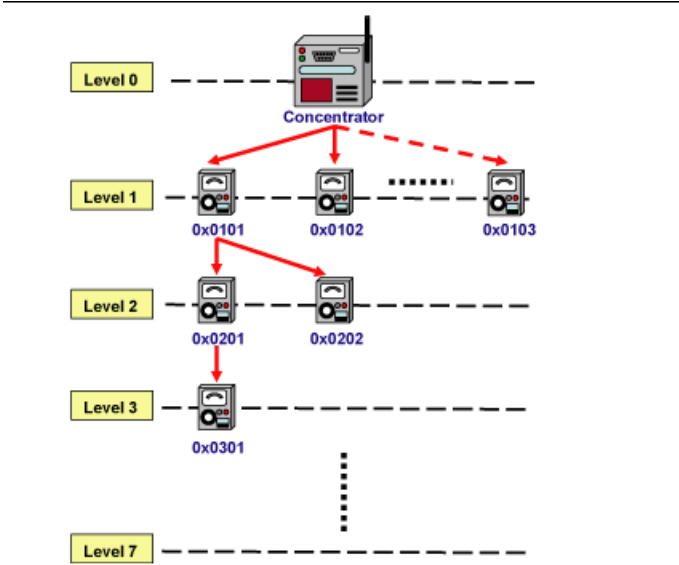 Level 0
Concentrator
Level 1
0x0101 0x0102 0x0103
Level 2
0x0201 0x0202
Level 3
0x0301
Level 7